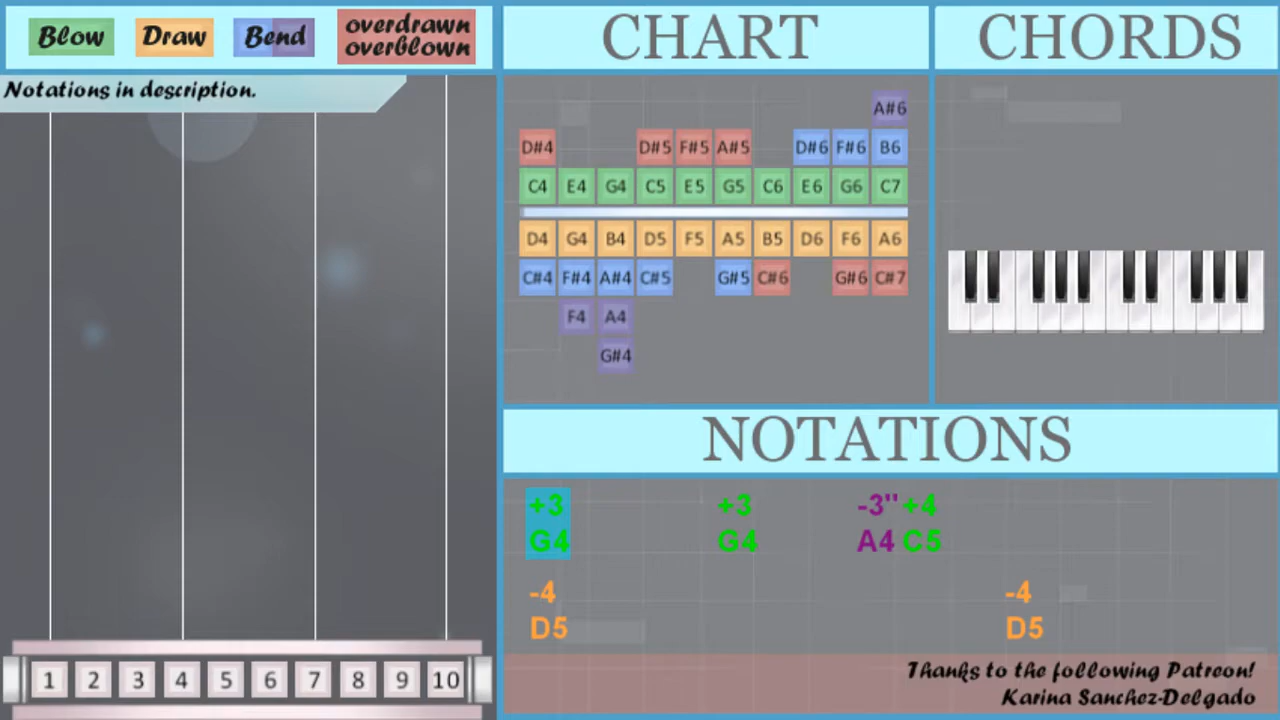 Blow Draw Bend overdrawn
overblown
CHART
CHORDS
Notations in description.
A#6
D#4 D#5 F#5 A#5 D#6 F#6 B6
C4 E4 G4 C5 E5 G5 C6 E6 G6 C7
D4 G4 B4 D5 F5 A5 B5 D6 F6 A6
C#4 F#4 A#4 C#5 G#5 C#6 G#6 C#7
F4 A4
G#4
NOTATIONS
+3 +3 -3'' +4
G4 G4 A4 C5
-4 -4
D5 D5
1 2 3 4 5 6 7 8 9 10
Thanks to the following Patreon!
Karina Sanchez-Delgado